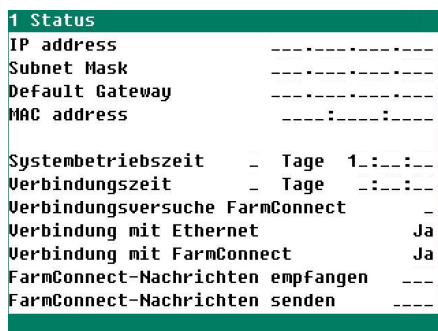 1 Status
IP address ___.___.___.___
Subnet Mask ___.___.___.___
Default Gateway ___.___.___.___
MAC address ____:____:____
Systembetriebszeit _ Tage 1_:__:__
Verbindungszeit _ Tage _:__:__
Verbindungsversuche FarmConnect _
Verbindung mit Ethernet Ja
Verbindung mit FarmConnect Ja
FarmConnect-Nachrichten empfangen ___
FarmConnect-Nachrichten senden ____